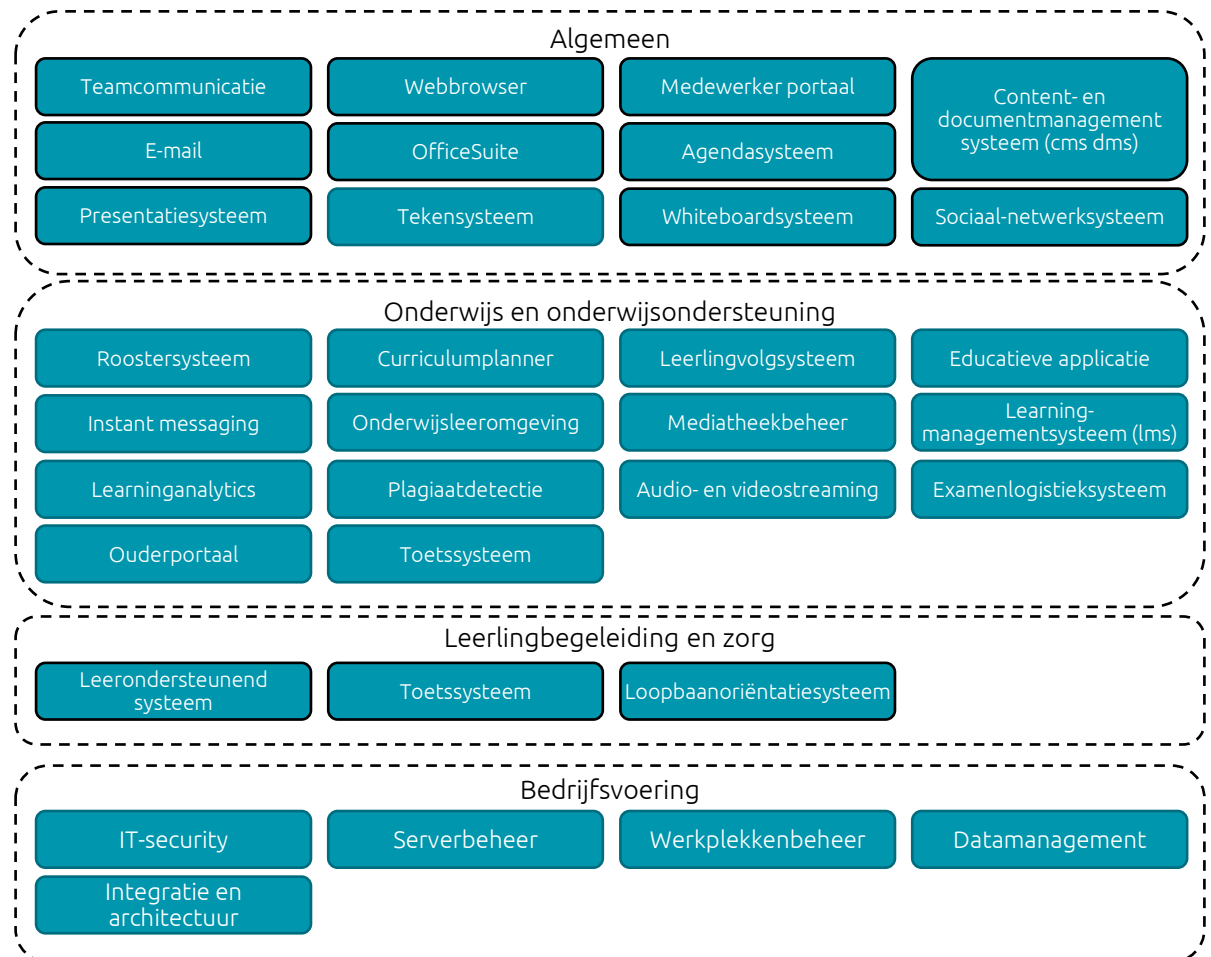 Algemeen
Teamcommunicatie
Webbrowser
Medewerker portaal
Content- en
documentmanagement
systeem (cms dms)
E-mail
OfficeSuite
Agendasysteem
Presentatiesysteem
Tekensysteem
Whiteboardsysteem
Sociaal-netwerksysteem
Onderwijs en onderwijsondersteuning
Roostersysteem
Curriculumplanner
Leerlingvolgsysteem
Educatieve applicatie
Instant messaging
Onderwijsleeromgeving
Mediatheekbeheer
Learning-
managementsysteem (lms)
Learninganalytics
Plagiaatdetectie
Audio- en videostreaming
Examenlogistieksysteem
Ouderportaal
Toetssysteem
Leerlingbegeleiding en zorg
Leerondersteunend
systeem
Toetssysteem
Loopbaanoriëntatiesysteem
Bedrijfsvoering
IT-security
Serverbeheer
Werkplekkenbeheer
Datamanagement
Integratie en
architectuur